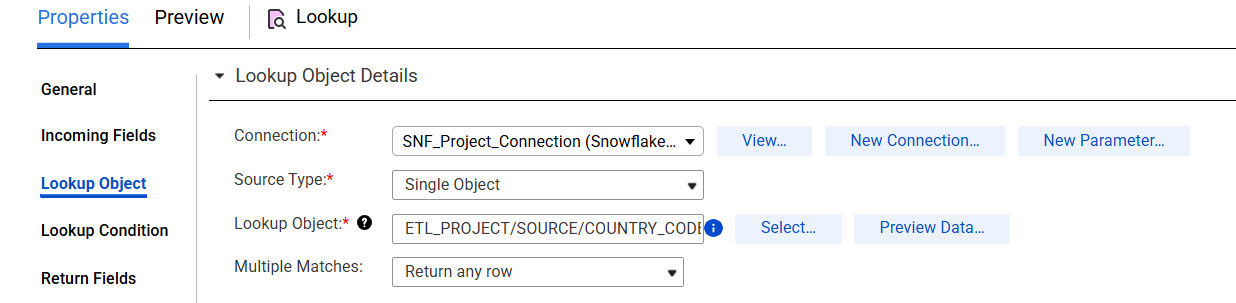 Properties Preview Lookup
Lookup Object Details
General
Incoming Fields
Lookup Object
Lookup Condition
Return Fields
Connection:* SNF_Project_Connection (Snowflake... View... New Connection... New Parameter...
Source Type:* Single Object
Lookup Object:* ? ETL_PROJECT/SOURCE/COUNTRY_CODE i Select... Preview Data...
Multiple Matches: Return any row